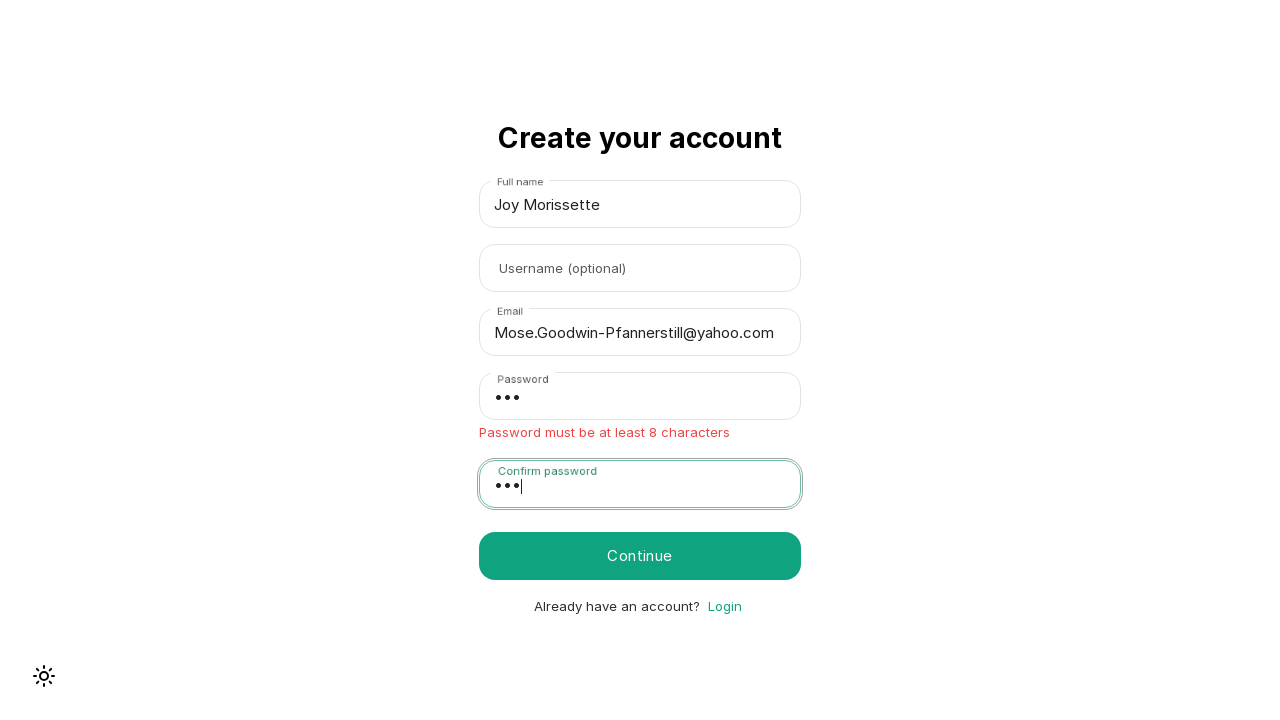 Create your account
Full name
Joy Morissette
Username (optional)
Email
Mose.Goodwin-Pfannerstill@yahoo.com
Password
•••
Password must be at least 8 characters
Confirm password
•••
Continue
Already have an account? Login